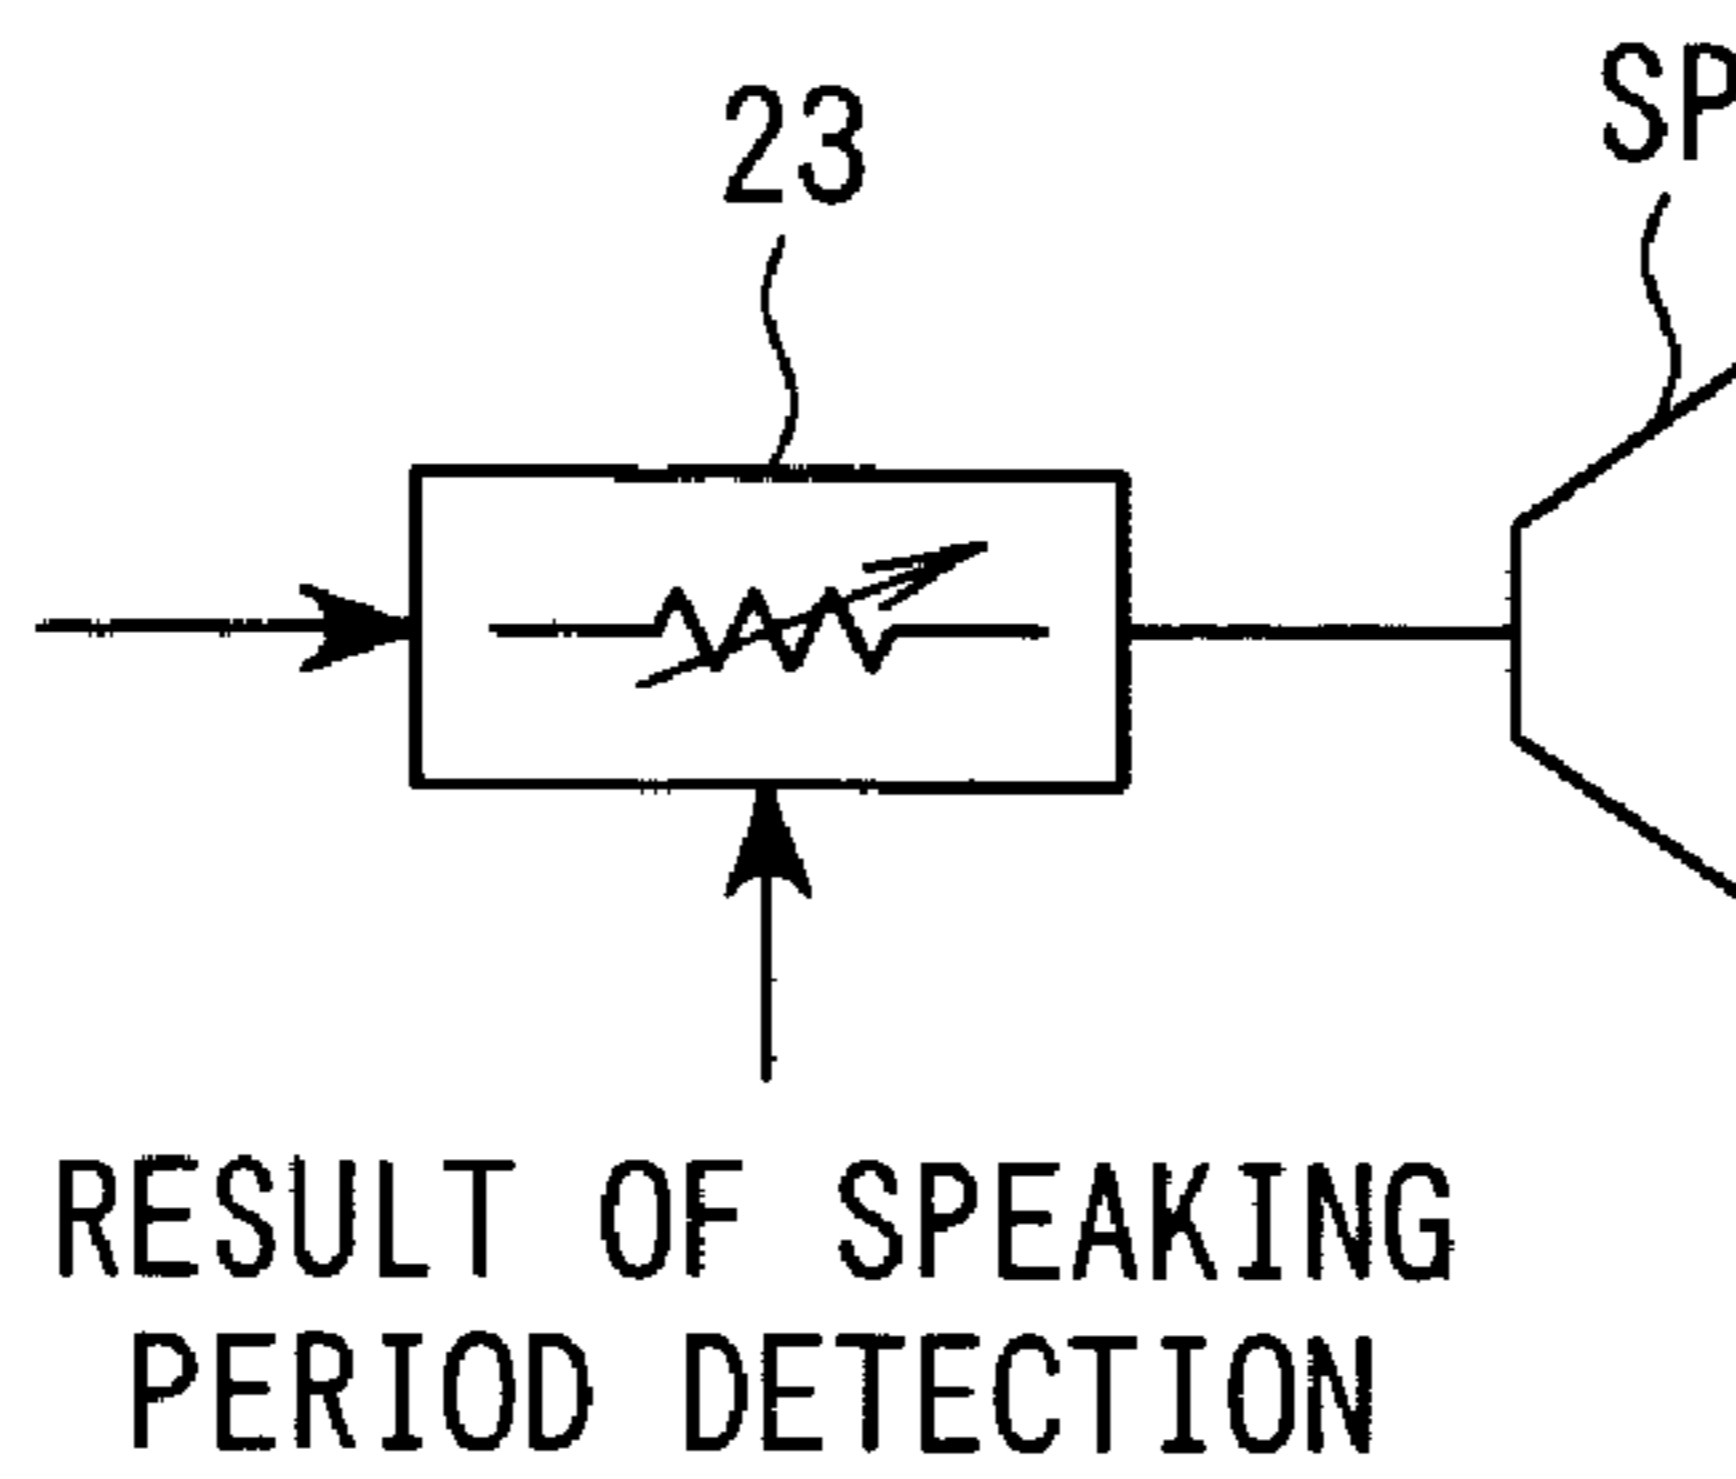 23
SP
RESULT OF SPEAKING
PERIOD DETECTION